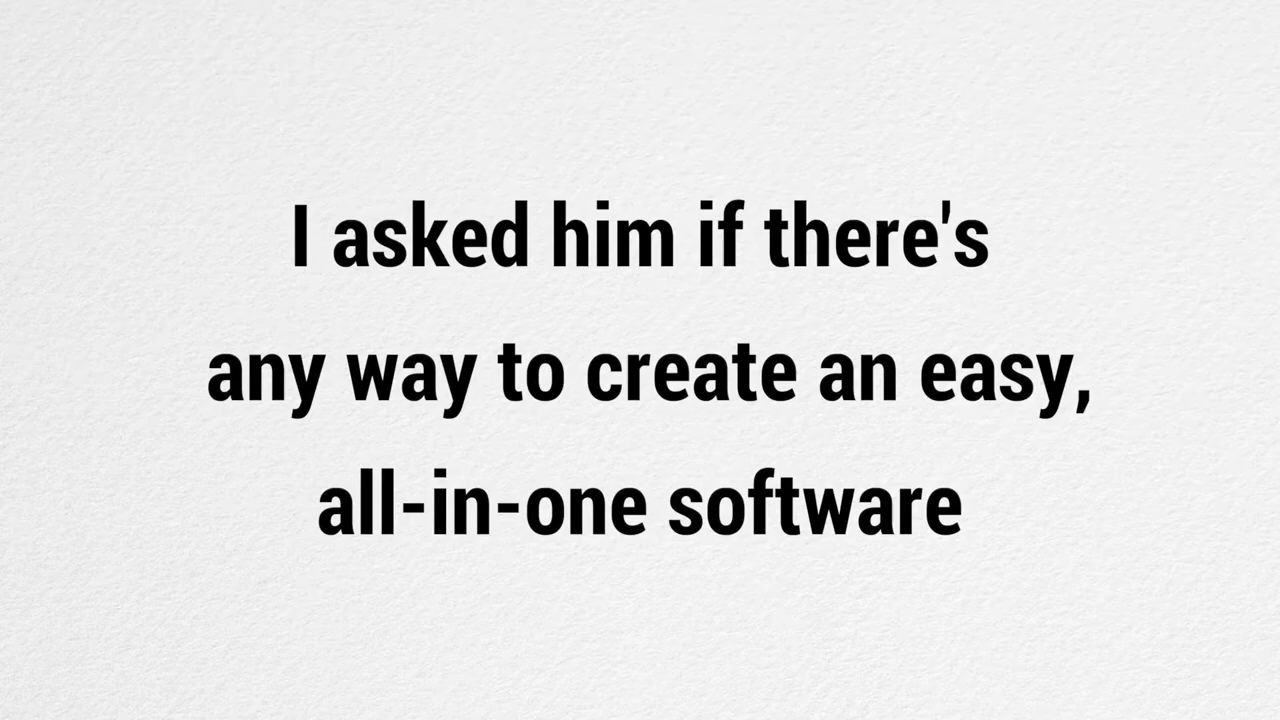 I asked him if there's
any way to create an easy,
all-in-one software